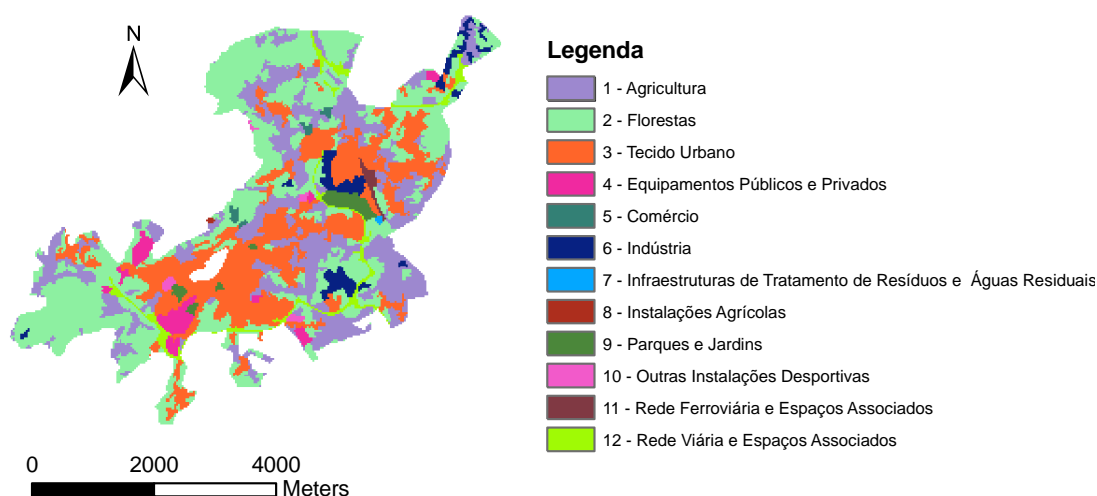 N
Legenda
1 - Agricultura
2 - Florestas
3 - Tecido Urbano
4 - Equipamentos Públicos e Privados
5 - Comércio
6 - Indústria
7 - Infraestruturas de Tratamento de Resíduos e Águas Residuais
8 - Instalações Agrícolas
9 - Parques e Jardins
10 - Outras Instalações Desportivas
11 - Rede Ferroviária e Espaços Associados
12 - Rede Viária e Espaços Associados
0 2000 4000
Meters